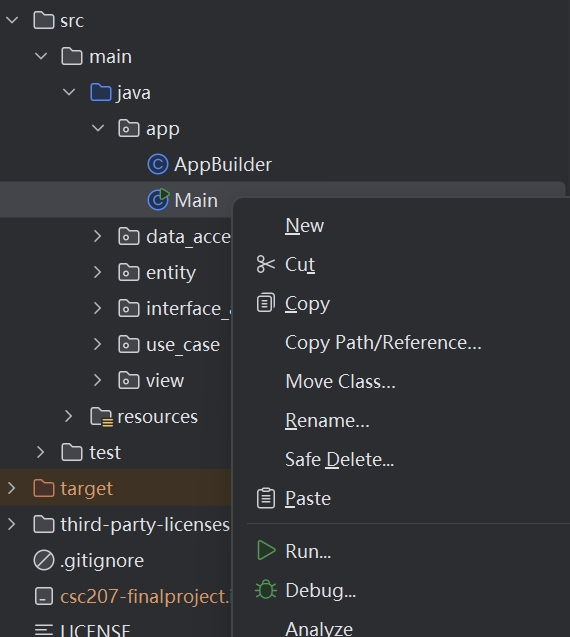 src
main
java
app
AppBuilder
Main
data_acce
entity
interface_
use_case
view
resources
test
target
third-party-licenses
.gitignore
csc207-finalproject.
LICENSE
New
Cut
Copy
Copy Path/Reference...
Move Class...
Rename...
Safe Delete...
Paste
Run...
Debug...
Analyze